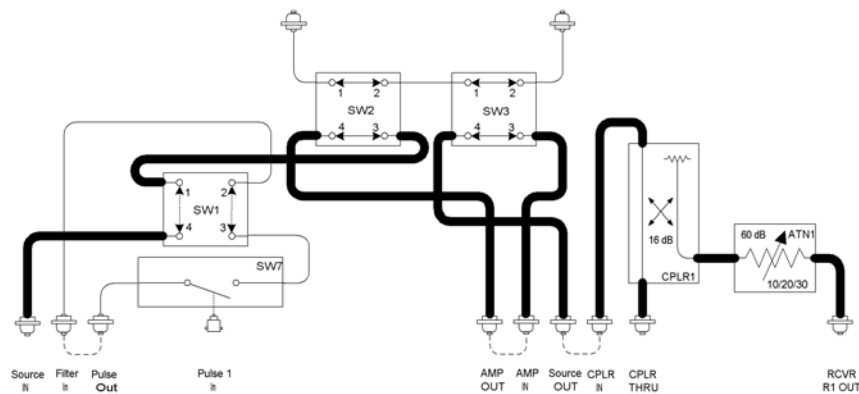 1 2
SW2
4 3
1 2
SW3
4 3
1 2
SW1
4 3
SW7
16 dB
CPLR1
60 dB ATN1
10/20/30
Source
IN
Filter
In
Pulse
Out
Pulse 1
In
AMP
OUT
AMP
IN
Source
OUT
CPLR
IN
CPLR
THRU
RCVR
R1 OUT